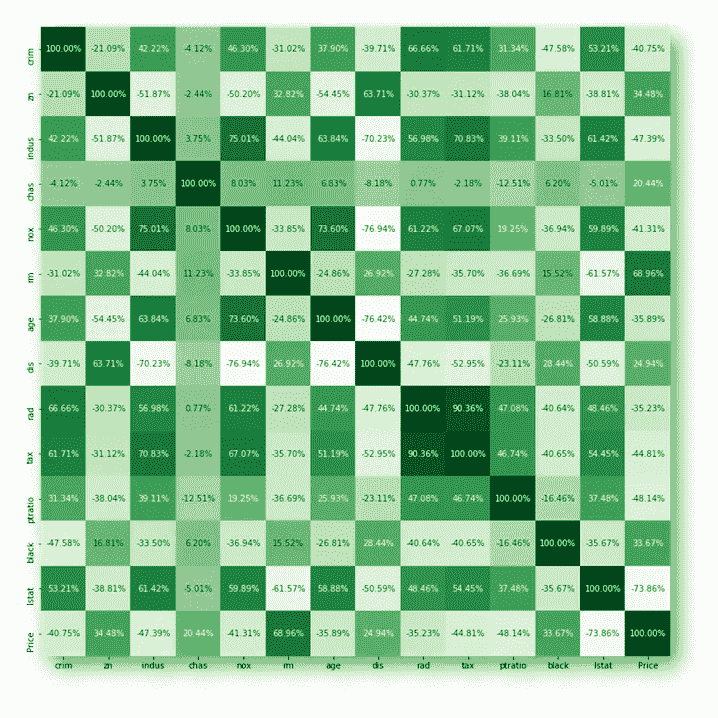 crim 100.00% -21.09% 42.22% -4.12% 46.30% -31.02% 37.90% -39.71% 66.66% 61.71% 31.34% -47.58% 53.21% -40.75%
zn -21.09% 100.00% -51.87% -2.44% -50.20% 32.82% -54.45% 63.71% -30.37% -31.12% -38.04% 16.81% -38.81% 34.48%
indus 42.22% -51.87% 100.00% 3.75% 75.01% -44.04% 63.84% -70.23% 56.98% 70.83% 39.11% -33.50% 61.42% -47.39%
chas -4.12% -2.44% 3.75% 100.00% 8.03% 11.23% 6.83% -8.18% 0.77% -2.18% -12.51% 6.20% -5.01% 20.44%
nox 46.30% -50.20% 75.01% 8.03% 100.00% -33.85% 73.60% -76.94% 61.22% 67.07% 19.25% -36.94% 59.89% -41.31%
rm -31.02% 32.82% -44.04% 11.23% -33.85% 100.00% -24.86% 26.92% -27.28% -35.70% -36.69% 15.52% -61.57% 68.96%
age 37.90% -54.45% 63.84% 6.83% 73.60% -24.86% 100.00% -76.42% 44.74% 51.19% 25.93% -26.81% 58.88% -35.89%
dis -39.71% 63.71% -70.23% -8.18% -76.94% 26.92% -76.42% 100.00% -47.76% -52.95% -23.11% 28.44% -50.59% 24.94%
rad 66.66% -30.37% 56.98% 0.77% 61.22% -27.28% 44.74% -47.76% 100.00% 90.36% 47.08% -40.64% 48.46% -35.23%
tax 61.71% -31.12% 70.83% -2.18% 67.07% -35.70% 51.19% -52.95% 90.36% 100.00% 46.74% -40.65% 54.45% -44.81%
ptratio 31.34% -38.04% 39.11% -12.51% 19.25% -36.69% 25.93% -23.11% 47.08% 46.74% 100.00% -16.46% 37.48% -48.14%
black -47.58% 16.81% -33.50% 6.20% -36.94% 15.52% -26.81% 28.44% -40.64% -40.65% -16.46% 100.00% -35.67% 33.67%
lstat 53.21% -38.81% 61.42% -5.01% 59.89% -61.57% 58.88% -50.59% 48.46% 54.45% 37.48% -35.67% 100.00% -73.86%
Price -40.75% 34.48% -47.39% 20.44% -41.31% 68.96% -35.89% 24.94% -35.23% -44.81% -48.14% 33.67% -73.86% 100.00%
crim zn indus chas nox rm age dis rad tax ptratio black lstat Price